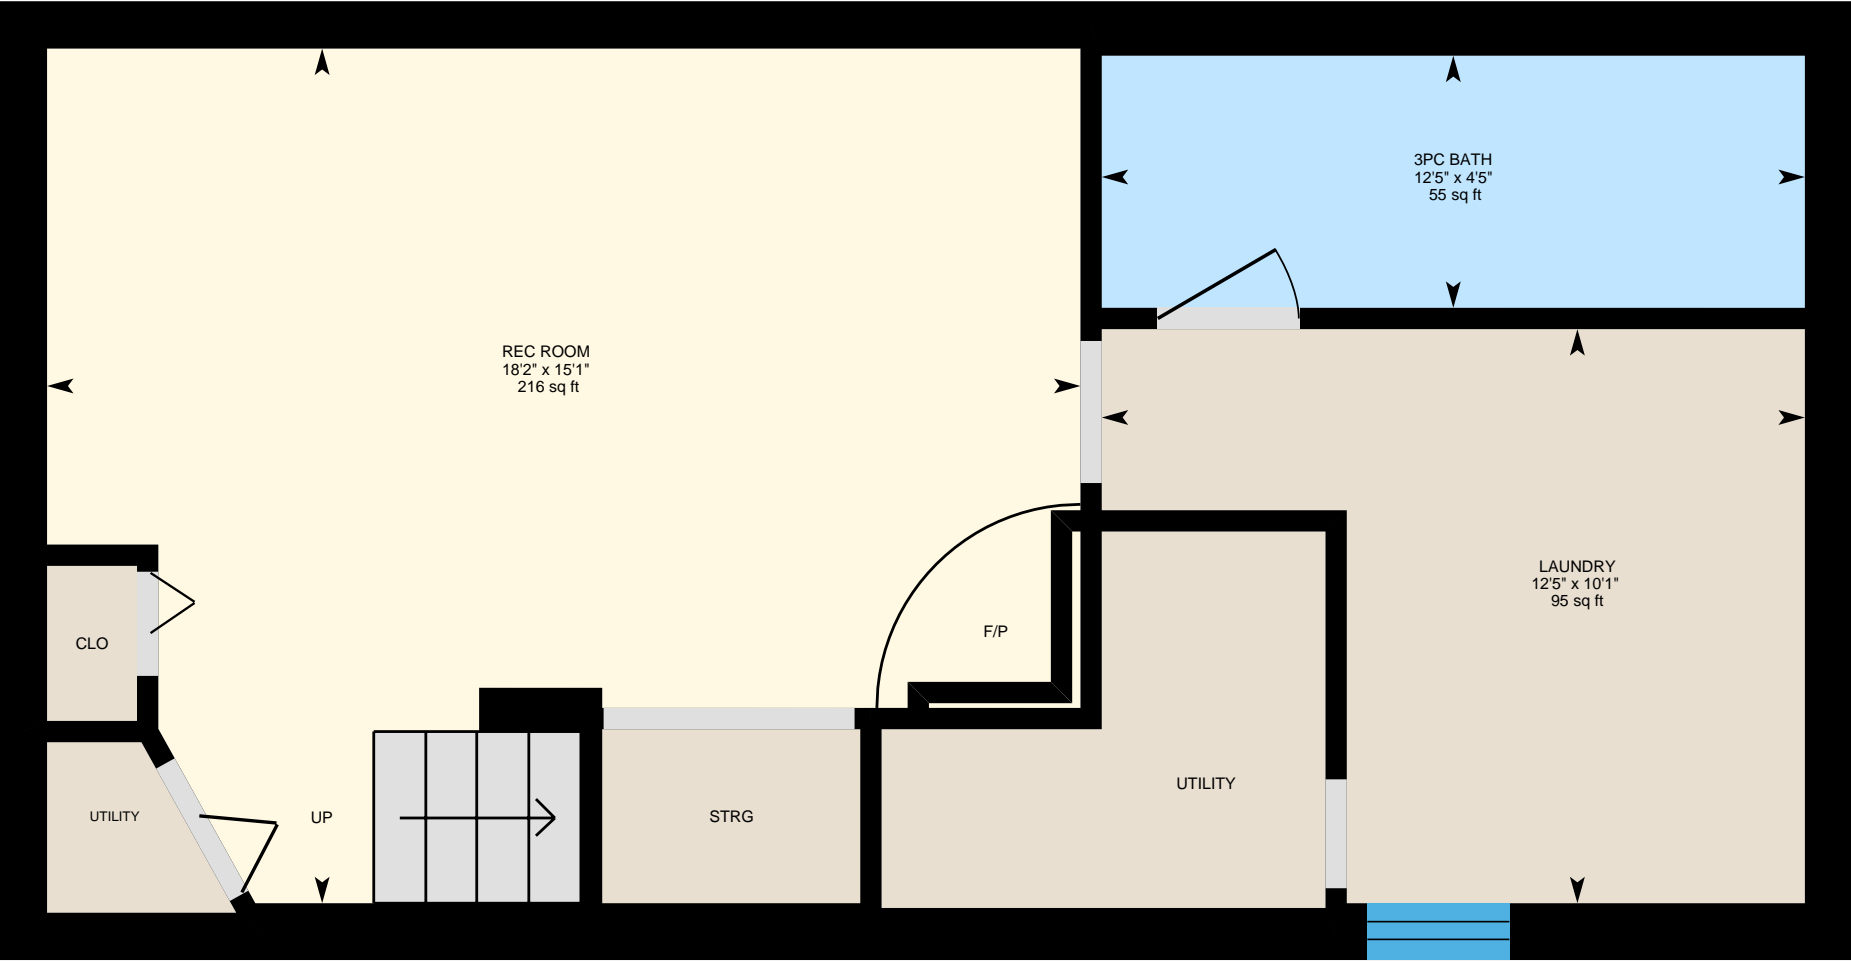 3PC BATH
12'5" x 4'5"
55 sq ft
REC ROOM
18'2" x 15'1"
216 sq ft
LAUNDRY
12'5" x 10'1"
95 sq ft
F/P
CLO
UTILITY
UTILITY
UP
STRG